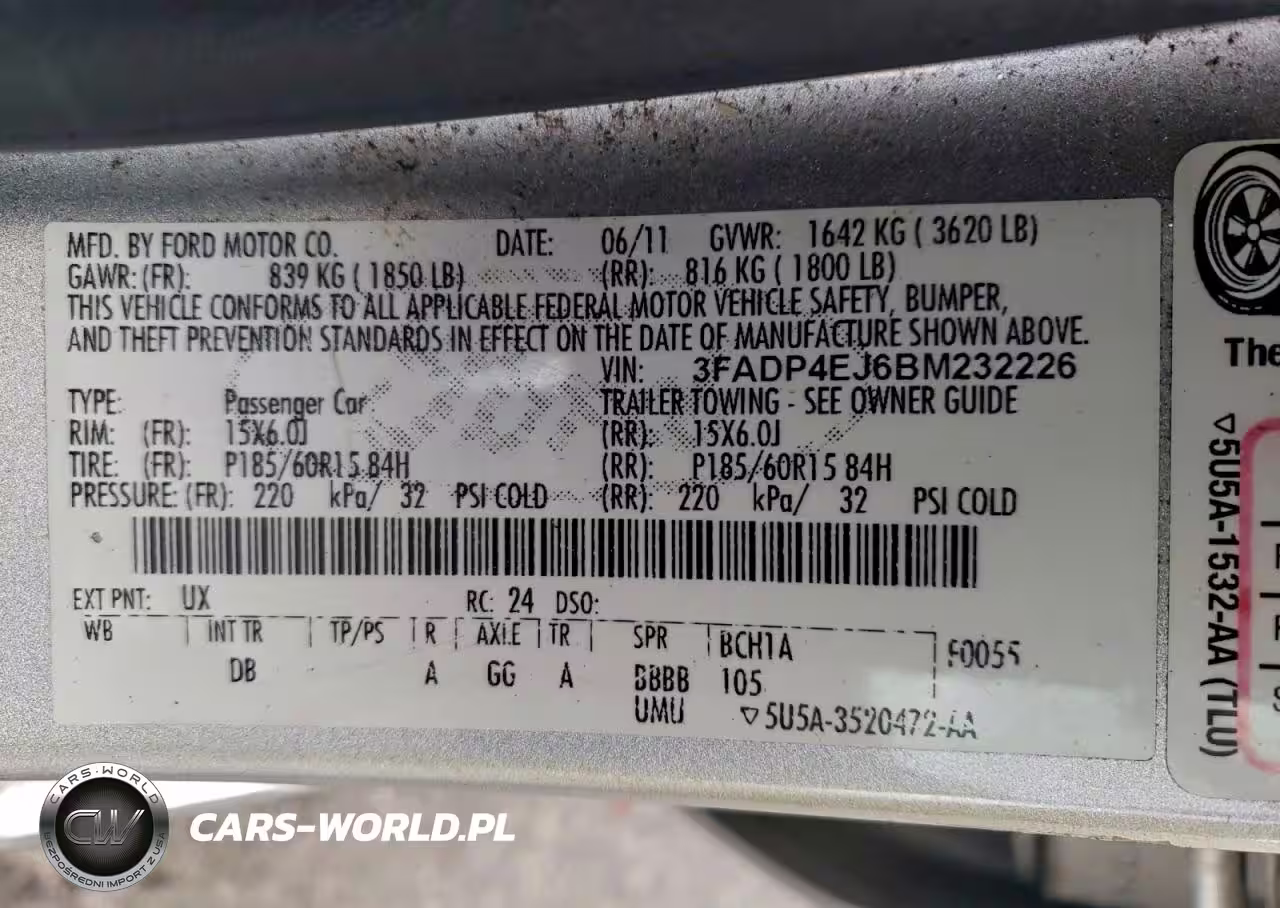 MFD. BY FORD MOTOR CO. DATE: 06/11 GVWR: 1642 KG ( 3620 LB)
GAWR: (FR): 839 KG ( 1850 LB) (RR): 816 KG ( 1800 LB)
THIS VEHICLE CONFORMS TO ALL APPLICABLE FEDERAL MOTOR VEHICLE SAFETY, BUMPER,
AND THEFT PREVENTION STANDARDS IN EFFECT ON THE DATE OF MANUFACTURE SHOWN ABOVE.
VIN: 3FADP4EJ6BM232226
TYPE: Passenger Car TRAILER TOWING - SEE OWNER GUIDE
RIM: (FR): 15X6.0J (RR): 15X6.0J
TIRE: (FR): P185/60R15 84H (RR): P185/60R15 84H
PRESSURE: (FR): 220 kPa/ 32 PSI COLD (RR): 220 kPa/ 32 PSI COLD
EXT PNT: UX RC: 24 DSO:
WB INT TR TP/PS R AXLE TR SPR BCH1A
DB A GG A BBBB 105
UMU ▽5U5A-3520472-AA
The
▽5U5A-1532-AA (TLU)
CARS-WORLD
CW
BEZPOŚREDNI IMPORT Z USA
CARS-WORLD.PL